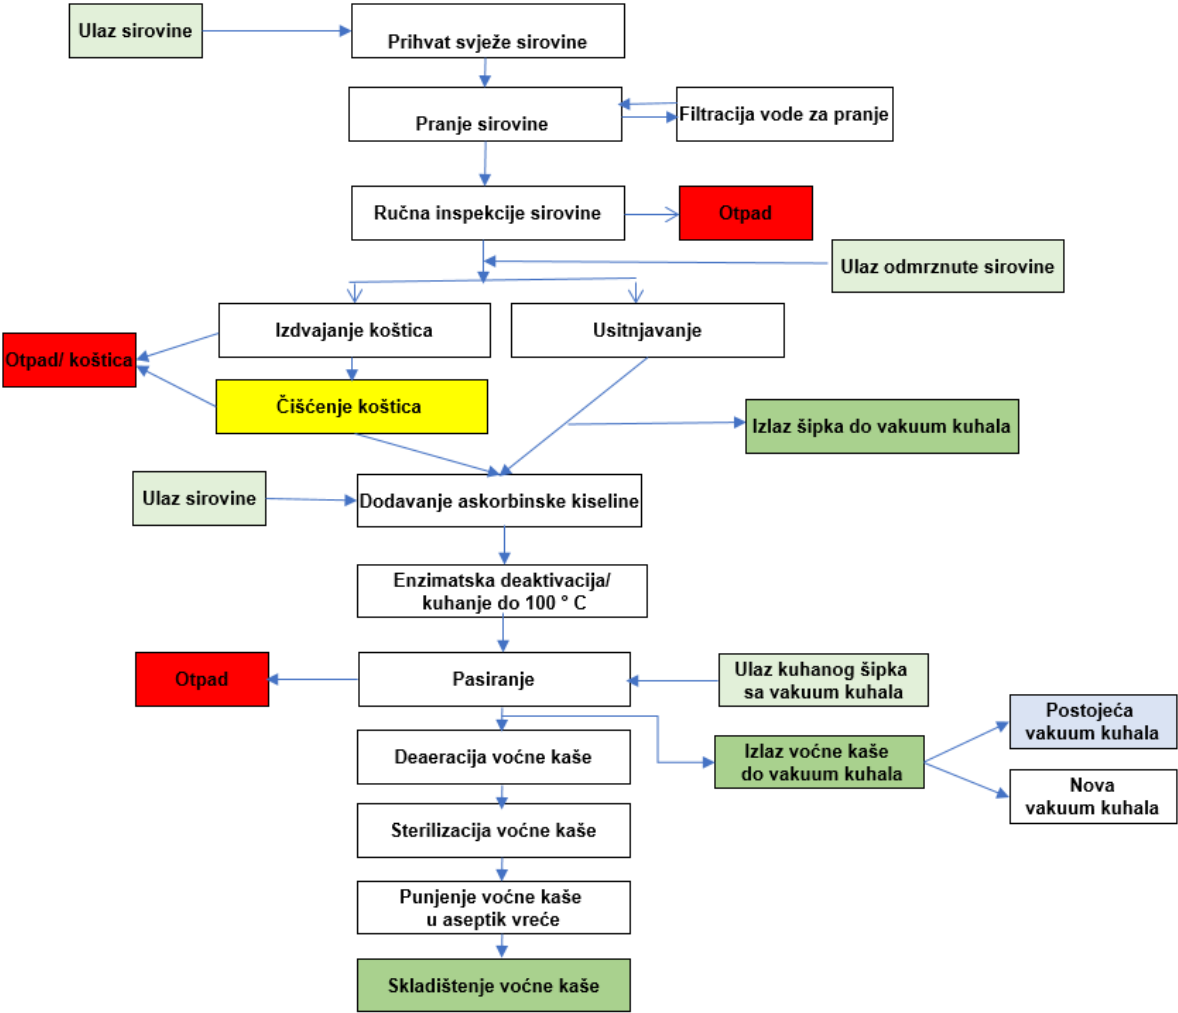 Ulaz sirovine
Prihvat svježe sirovine
Pranje sirovine
Filtracija vode za pranje
Ručna inspekcije sirovine
Otpad
Ulaz odmrznute sirovine
Izdvajanje koštica
Usitnjavanje
Otpad/ koštica
Čišćenje koštica
Izlaz šipka do vakuum kuhala
Ulaz sirovine
Dodavanje askorbinske kiseline
Enzimatska deaktivacija/
kuhanje do 100 ° C
Otpad
Pasiranje
Ulaz kuhanog šipka
sa vakuum kuhala
Postojeća
vakuum kuhala
Deaeracija voćne kaše
Izlaz voćne kaše
do vakuum kuhala
Nova
vakuum kuhala
Sterilizacija voćne kaše
Punjenje voćne kaše
u aseptik vreće
Skladištenje voćne kaše